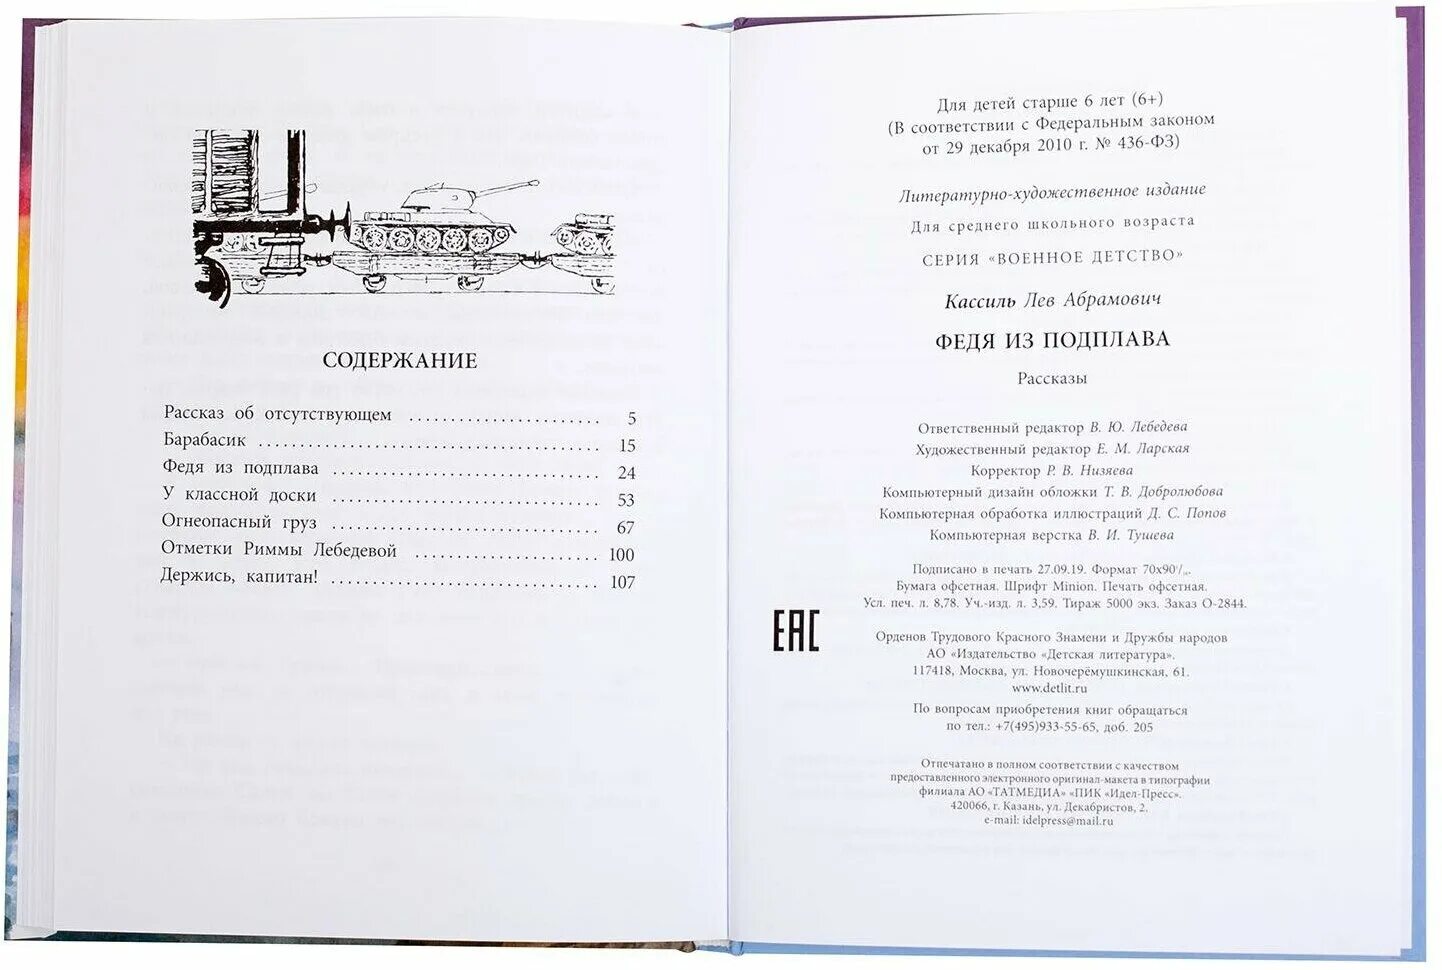 СОДЕРЖАНИЕ
Рассказ об отсутствующем ........................ 5
Барабасик ........................ 15
Федя из подплава ........................ 24
У классной доски ........................ 53
Огнеопасный груз ........................ 67
Отметки Риммы Лебедевой ........................ 100
Держись, капитан! ........................ 107
Для детей старше 6 лет (6+)
(В соответствии с Федеральным законом
от 29 декабря 2010 г. № 436-ФЗ)
Литературно-художественное издание
Для среднего школьного возраста
СЕРИЯ «ВОЕННОЕ ДЕТСТВО»
Кассиль Лев Абрамович
ФЕДЯ ИЗ ПОДПЛАВА
Рассказы
Ответственный редактор В. Ю. Лебедева
Художественный редактор Е. М. Ларская
Корректор Р. В. Низяева
Компьютерный дизайн обложки Т. В. Добролюбова
Компьютерная обработка иллюстраций Д. С. Попов
Компьютерная верстка В. И. Тушева
Подписано в печать 27.09.19. Формат 70х90
Бумага офсетная. Шрифт Minion. Печать офсетная.
Усл. печ. л. 8,78. Уч.-изд. л. 3,59. Тираж 5000 экз. Заказ О-2844.
ЕАС
Орденов Трудового Красного Знамени и Дружбы народов
АО «Издательство «Детская литература».
117418, Москва, ул. Новочерёмушкинская, 61.
www.detlit.ru
По вопросам приобретения книг обращаться
по тел.: +7(495)933-55-65, доб. 205
Отпечатано в полном соответствии с качеством
предоставленного электронного оригинал-макета в типографии
филиала АО «ТАТМЕДИА» «ПИК «Идел-Пресс».
420066, г. Казань, ул. Декабристов, 2.
e-mail: idelpress@mail.ru